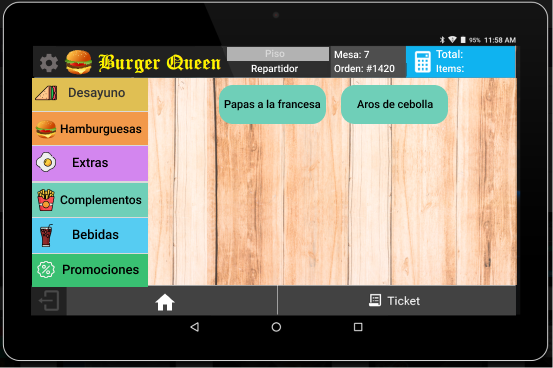 95% 11:58 AM
Burger Queen
Piso
Repartidor
Mesa: 7
Orden: #1420
Total:
Items:
Desayuno
Hamburguesas
Extras
Complementos
Bebidas
Promociones
Papas a la francesa
Aros de cebolla
Ticket